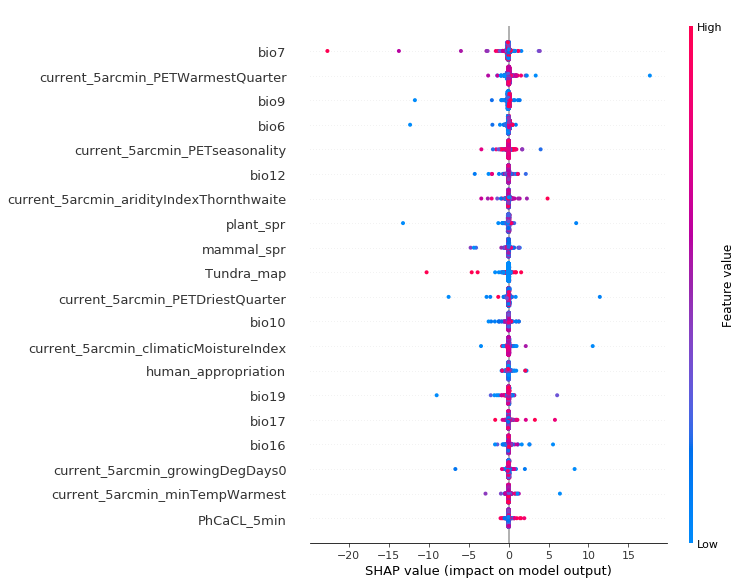 High
bio7
current_5arcmin_PETWarmestQuarter
bio9
bio6
current_5arcmin_PETseasonality
bio12
current_5arcmin_aridityIndexThornthwaite
plant_spr
mammal_spr
Tundra_map
current_5arcmin_PETDriestQuarter
bio10
current_5arcmin_climaticMoistureIndex
human_appropriation
bio19
bio17
bio16
current_5arcmin_growingDegDays0
current_5arcmin_minTempWarmest
PhCaCL_5min
Feature value
Low
−20 −15 −10 −5 0 5 10 15
SHAP value (impact on model output)